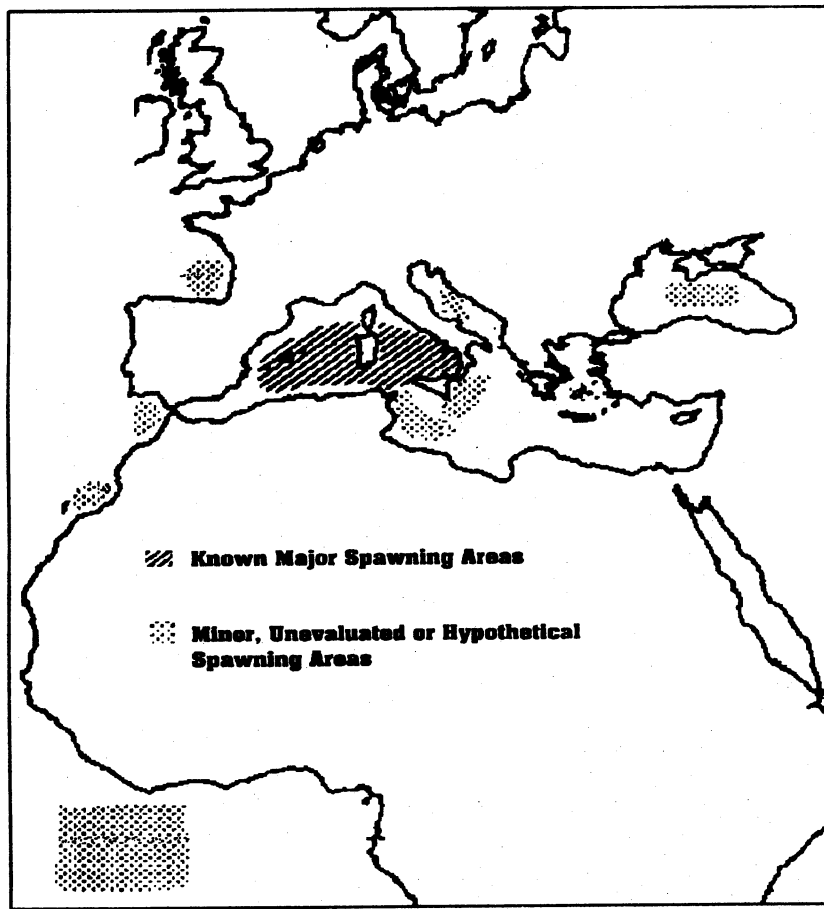 Known Major Spawning Areas
Minor, Unevaluated or Hypothetical
Spawning Areas